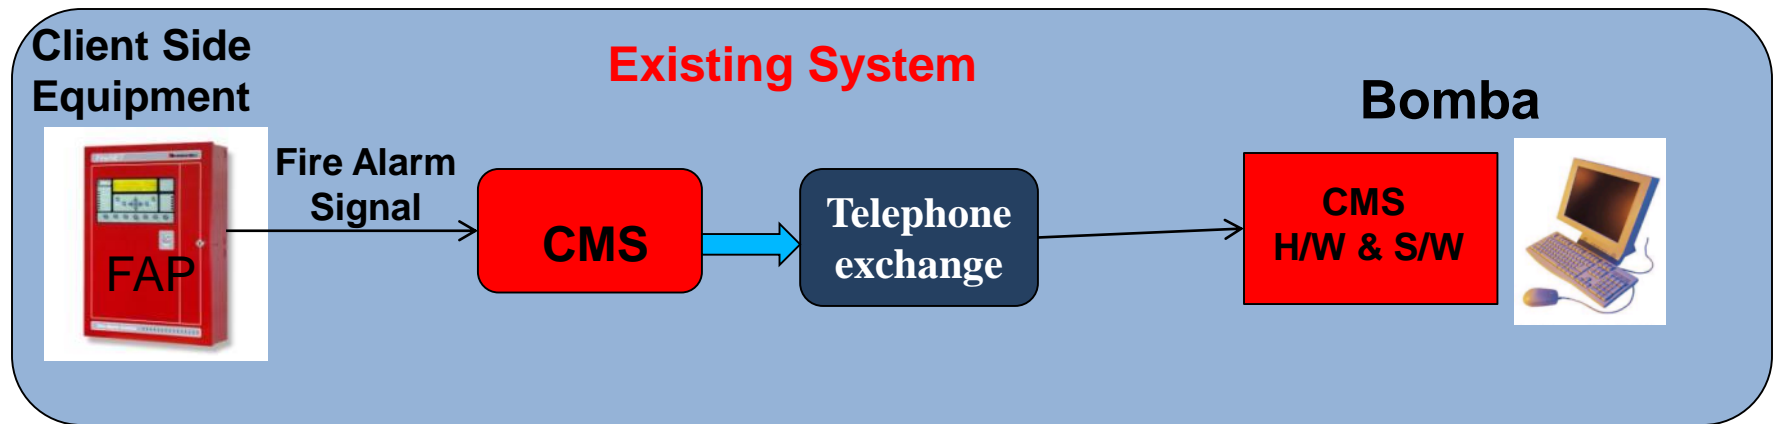 Client Side
Equipment
Existing System
Bomba
Fire Alarm
Signal
FAP
CMS
Telephone
exchange
CMS
H/W & S/W